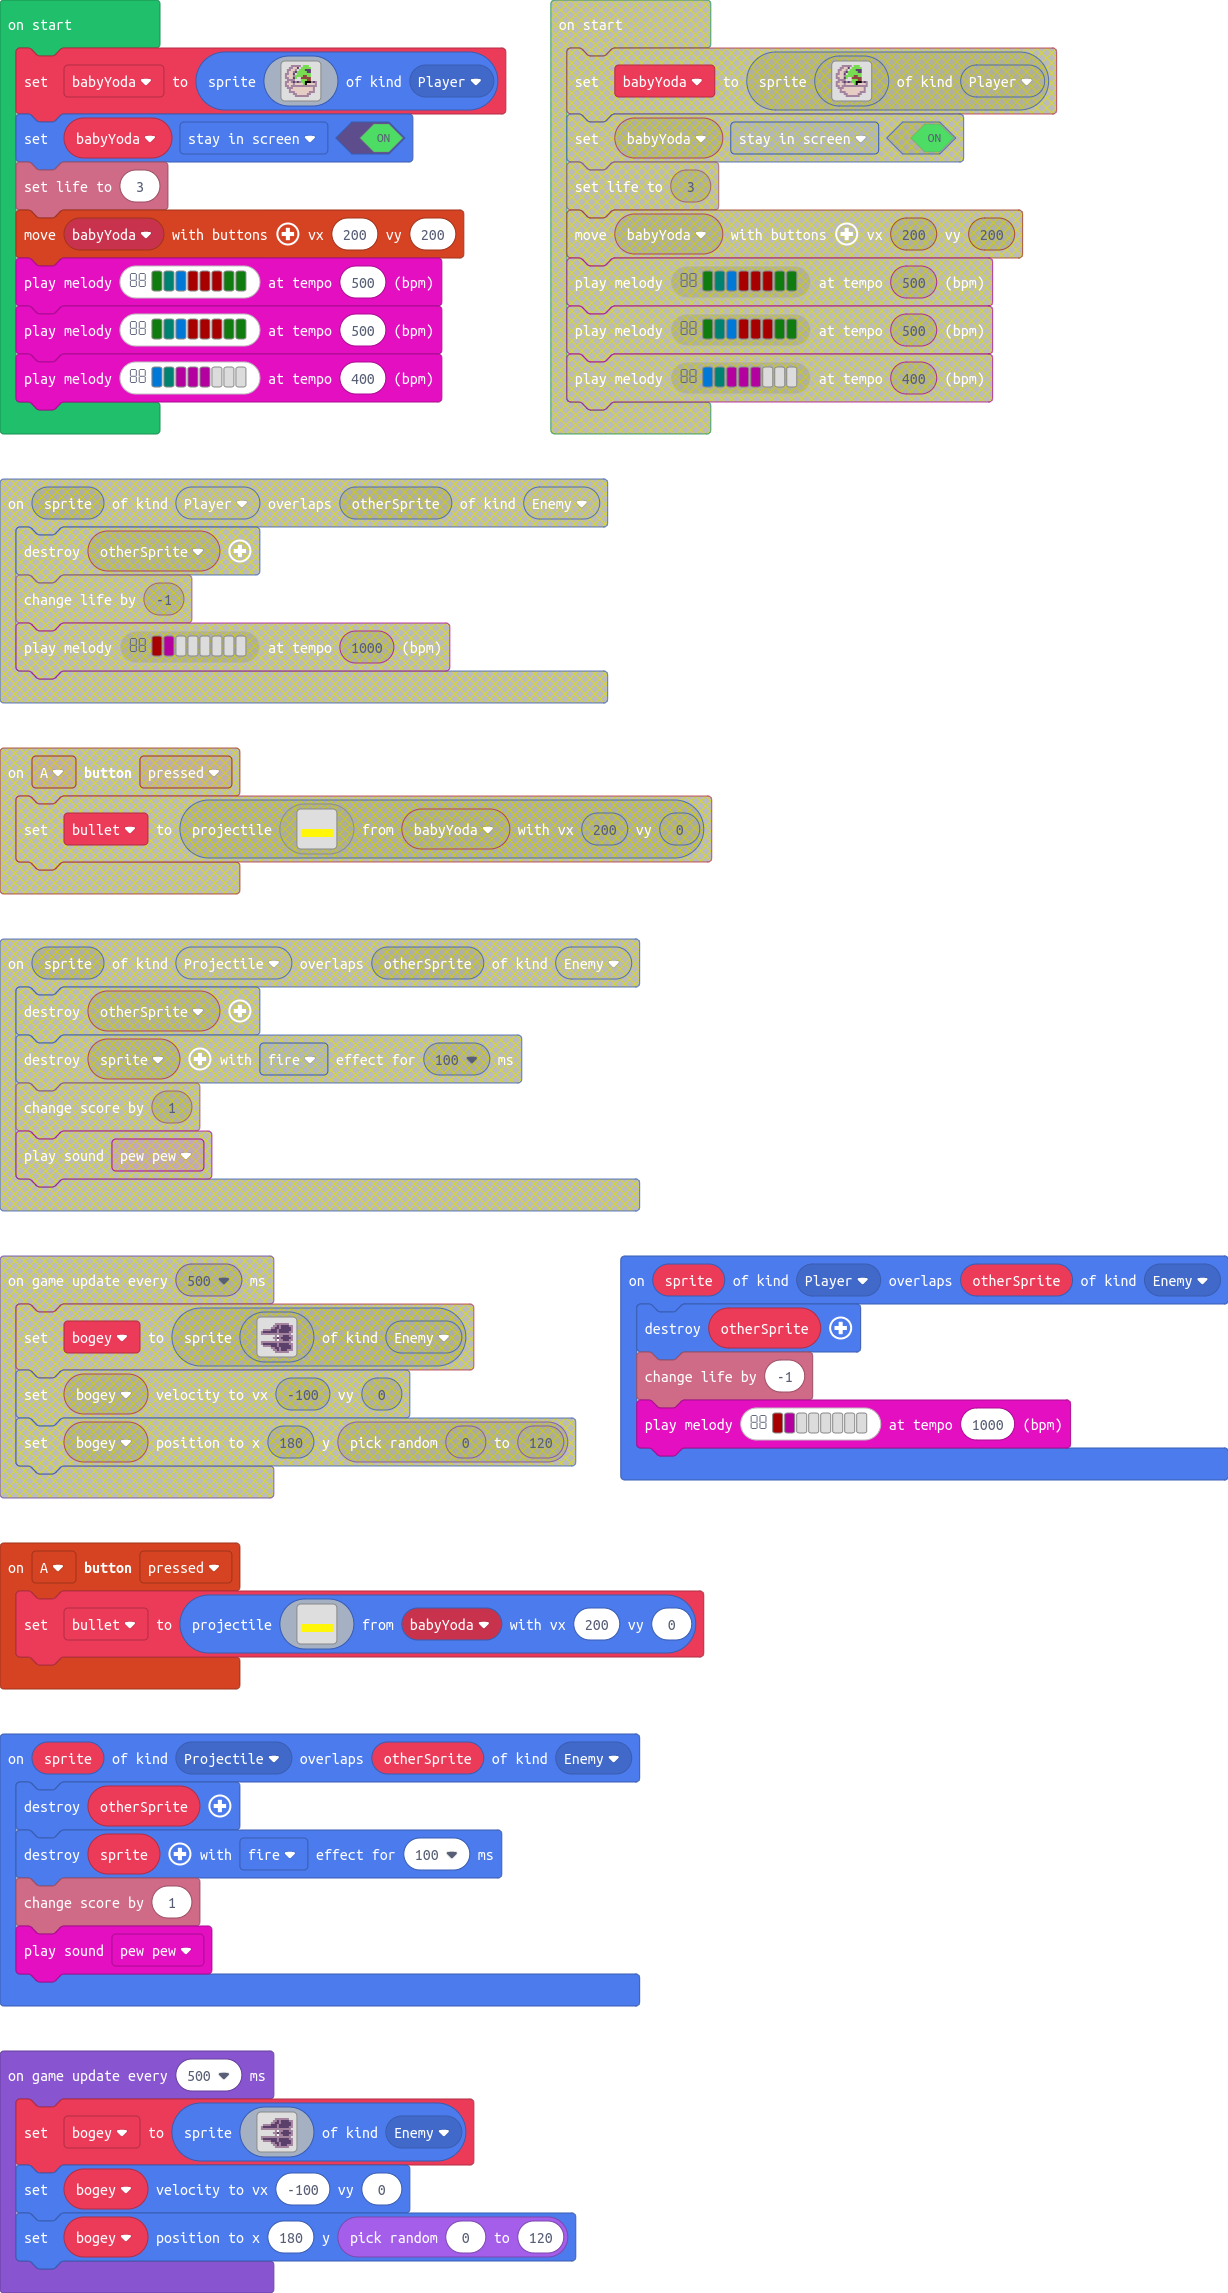 on start
set babyYoda to sprite of kind Player
set babyYoda stay in screen ON
set life to 3
move babyYoda with buttons vx 200 vy 200
play melody at tempo 500 (bpm)
play melody at tempo 500 (bpm)
play melody at tempo 400 (bpm)
on start
set babyYoda to sprite of kind Player
set babyYoda stay in screen ON
set life to 3
move babyYoda with buttons vx 200 vy 200
play melody at tempo 500 (bpm)
play melody at tempo 500 (bpm)
play melody at tempo 400 (bpm)
on sprite of kind Player overlaps otherSprite of kind Enemy
destroy otherSprite
change life by -1
play melody at tempo 1000 (bpm)
on A button pressed
set bullet to projectile from babyYoda with vx 200 vy 0
on sprite of kind Projectile overlaps otherSprite of kind Enemy
destroy otherSprite
destroy sprite with fire effect for 100 ms
change score by 1
play sound pew pew
on game update every 500 ms
set bogey to sprite of kind Enemy
set bogey velocity to vx -100 vy 0
set bogey position to x 180 y pick random 0 to 120
on sprite of kind Player overlaps otherSprite of kind Enemy
destroy otherSprite
change life by -1
play melody at tempo 1000 (bpm)
on A button pressed
set bullet to projectile from babyYoda with vx 200 vy 0
on sprite of kind Projectile overlaps otherSprite of kind Enemy
destroy otherSprite
destroy sprite with fire effect for 100 ms
change score by 1
play sound pew pew
on game update every 500 ms
set bogey to sprite of kind Enemy
set bogey velocity to vx -100 vy 0
set bogey position to x 180 y pick random 0 to 120